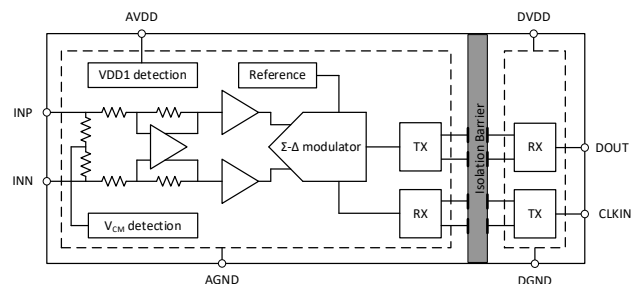 AVDD
DVDD
VDD1 detection
Reference
INP
INN
Σ-Δ modulator
TX
RX
Isolation Barrier
RX
TX
DOUT
CLKIN
VCM detection
AGND
DGND